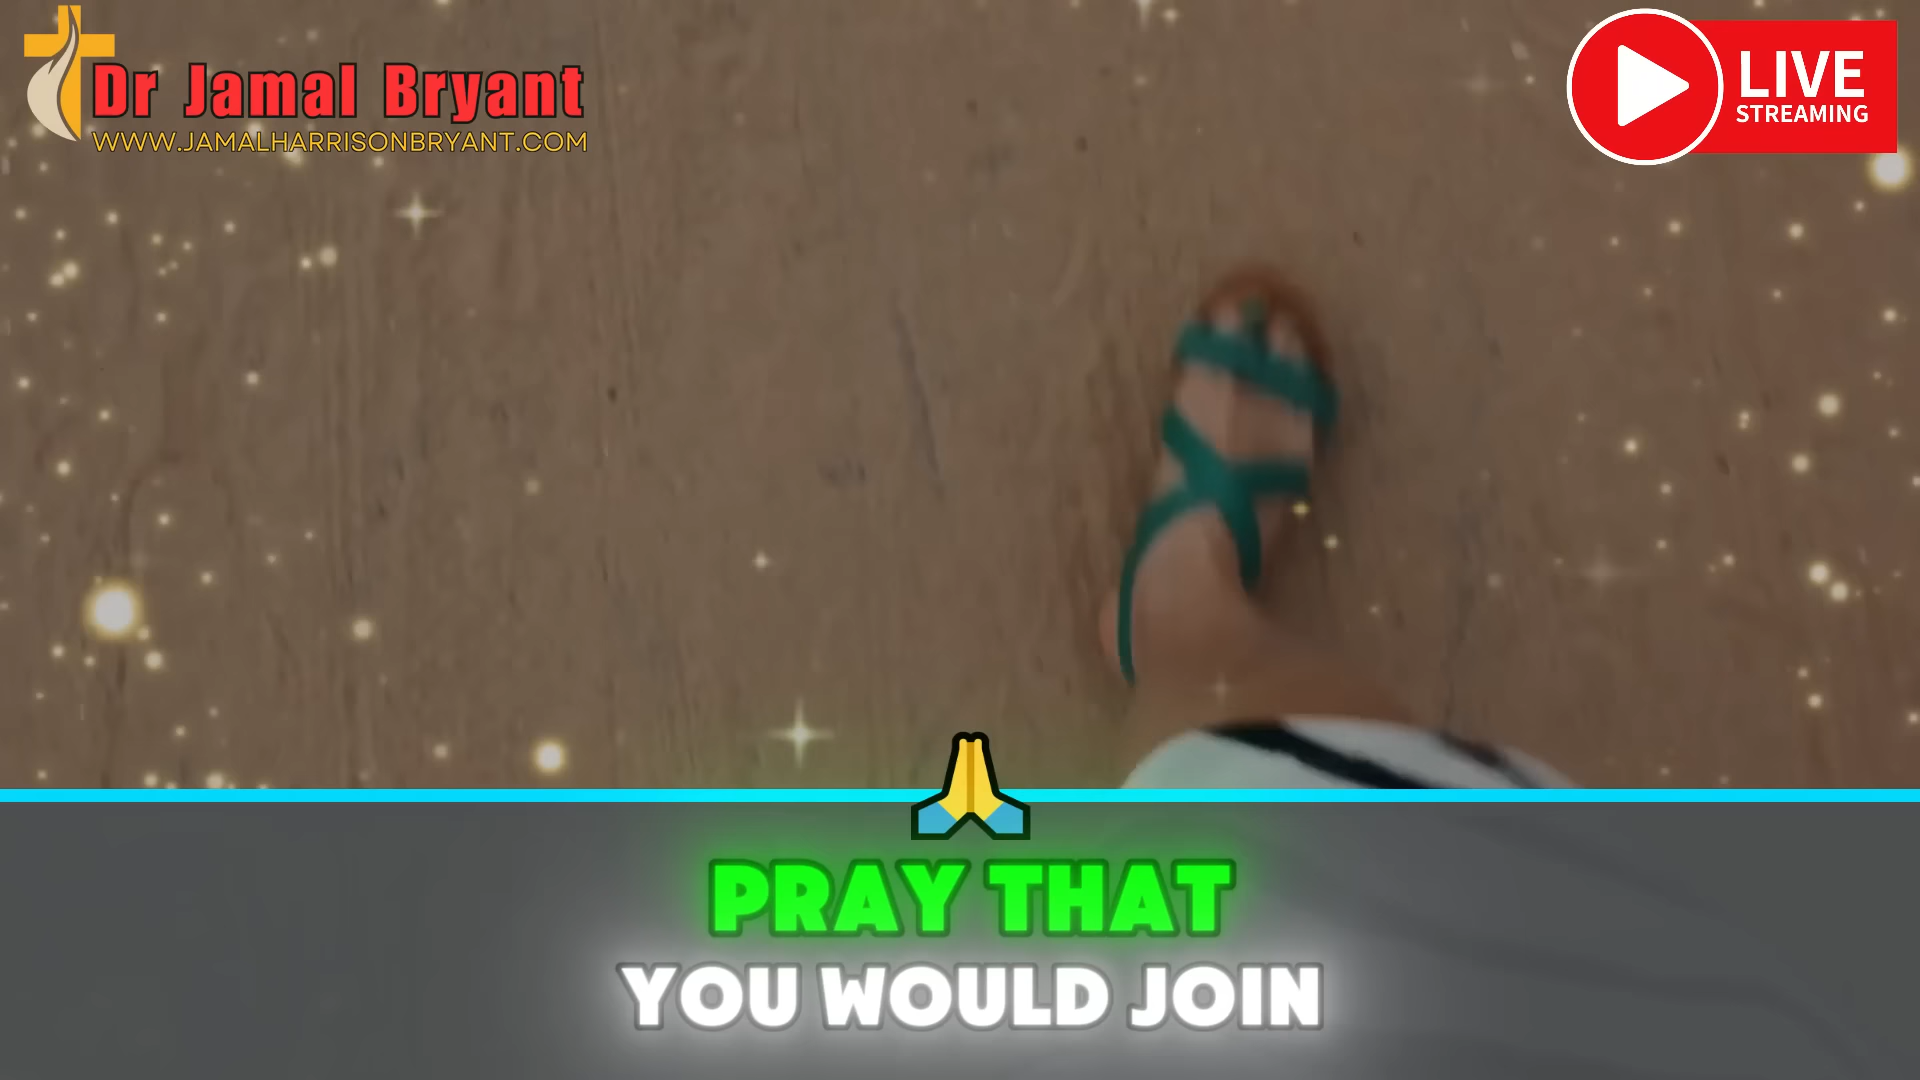 Dr Jamal Bryant
WWW.JAMALHARRISONBRYANT.COM
LIVE
STREAMING
PRAY THAT
YOU WOULD JOIN